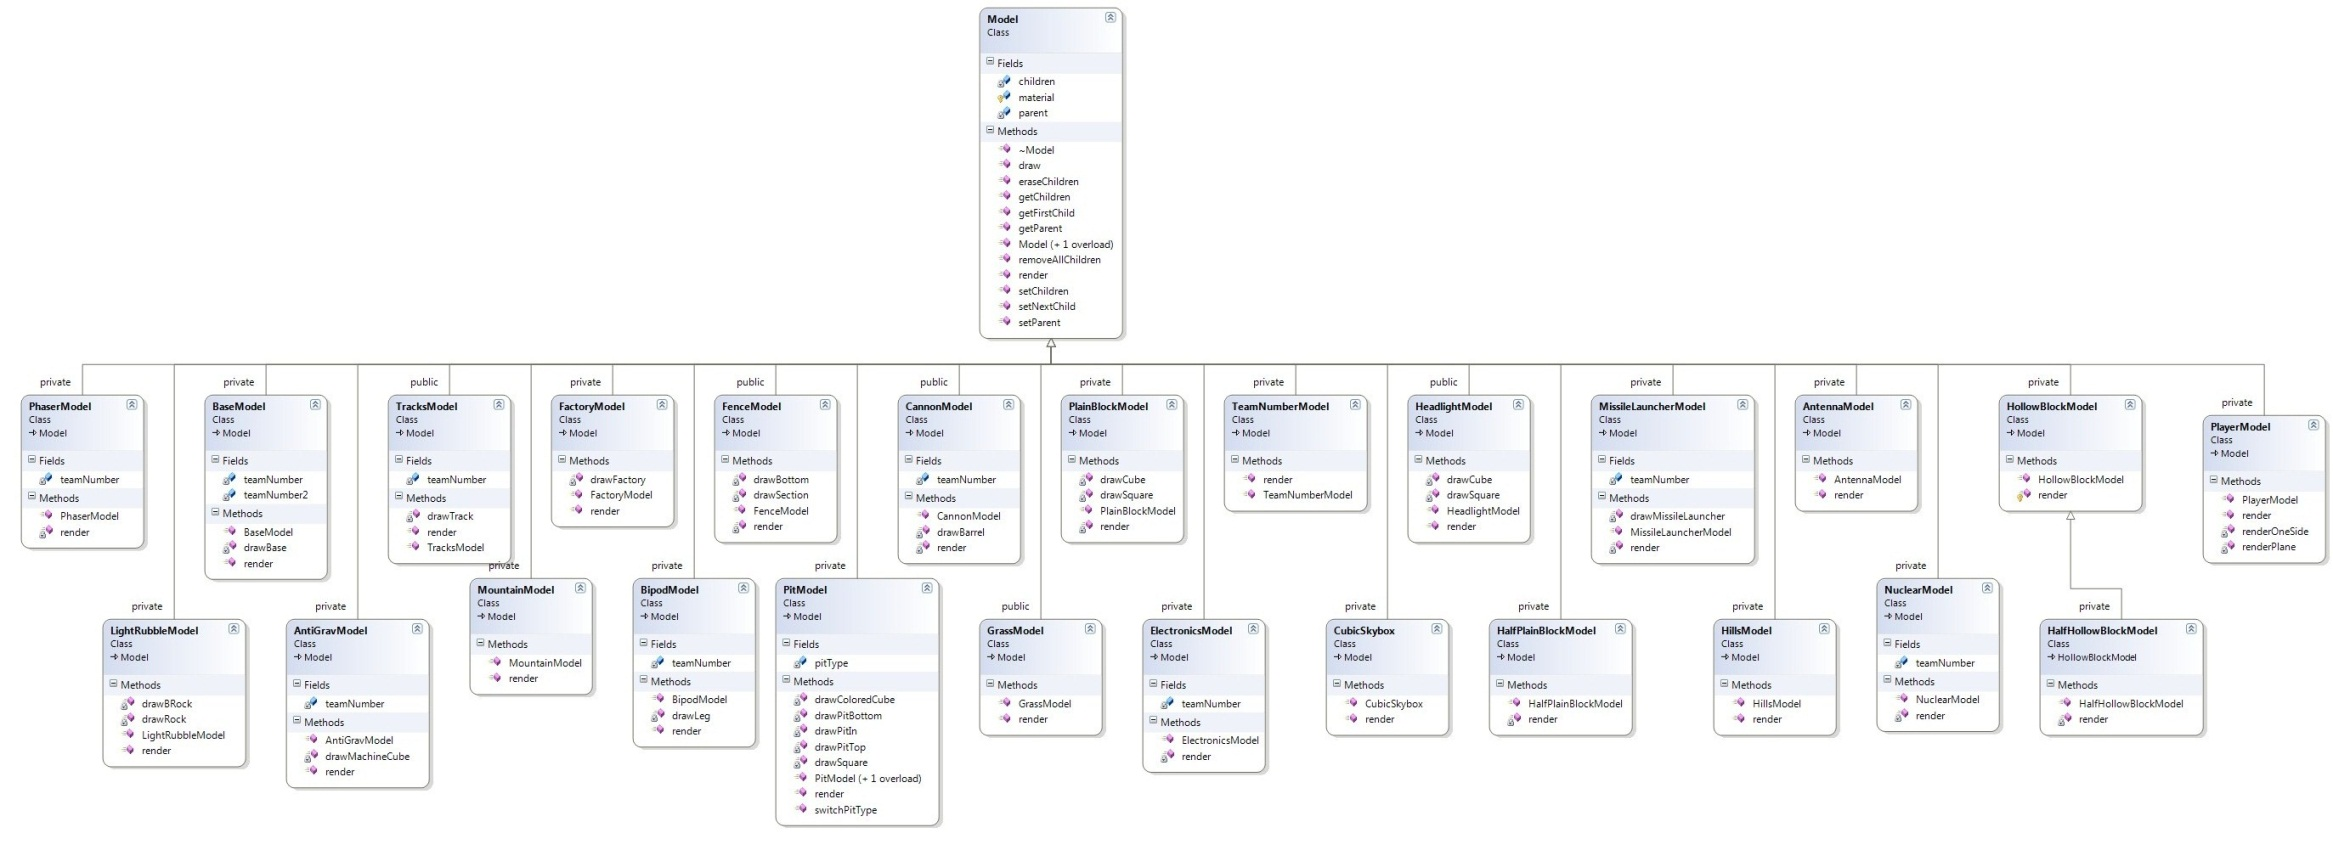 Model
Class
Fields
children
material
parent
Methods
~Model
draw
eraseChildren
getChildren
getFirstChild
getParent
Model (+ 1 overload)
removeAllChildren
render
setChildren
setNextChild
setParent
private
PhaserModel
Class
Model
Fields
teamNumber
Methods
PhaserModel
render
private
BaseModel
Class
Model
Fields
teamNumber
teamNumber2
Methods
BaseModel
drawBase
render
public
TracksModel
Class
Model
Fields
teamNumber
Methods
drawTrack
render
TracksModel
private
FactoryModel
Class
Model
Methods
drawFactory
FactoryModel
render
public
FenceModel
Class
Model
Methods
drawBottom
drawSection
FenceModel
render
public
CannonModel
Class
Model
Fields
teamNumber
Methods
CannonModel
drawBarrel
render
private
PlainBlockModel
Class
Model
Methods
drawCube
drawSquare
PlainBlockModel
render
private
TeamNumberModel
Class
Model
Methods
render
TeamNumberModel
public
HeadlightModel
Class
Model
Methods
drawCube
drawSquare
HeadlightModel
render
private
MissileLauncherModel
Class
Model
Fields
teamNumber
Methods
drawMissileLauncher
MissileLauncherModel
render
private
AntennaModel
Class
Model
Methods
AntennaModel
render
private
HollowBlockModel
Class
Model
Methods
HollowBlockModel
render
private
PlayerModel
Class
Model
Methods
PlayerModel
render
renderOneSide
renderPlane
private
LightRubbleModel
Class
Model
Methods
drawBRock
drawRock
LightRubbleModel
render
private
AntiGravModel
Class
Model
Fields
teamNumber
Methods
AntiGravModel
drawMachineCube
render
private
MountainModel
Class
Model
Methods
MountainModel
render
private
BipodModel
Class
Model
Fields
teamNumber
Methods
BipodModel
drawLeg
render
private
PitModel
Class
Model
Fields
pitType
Methods
drawColoredCube
drawPitBottom
drawPitIn
drawPitTop
drawSquare
PitModel (+ 1 overload)
render
switchPitType
public
GrassModel
Class
Model
Methods
GrassModel
render
private
ElectronicsModel
Class
Model
Fields
teamNumber
Methods
ElectronicsModel
render
private
CubicSkybox
Class
Model
Methods
CubicSkybox
render
private
HalfPlainBlockModel
Class
Model
Methods
HalfPlainBlockModel
render
private
HillsModel
Class
Model
Methods
HillsModel
render
private
NuclearModel
Class
Model
Fields
teamNumber
Methods
NuclearModel
render
private
HalfHollowBlockModel
Class
HollowBlockModel
Methods
HalfHollowBlockModel
render